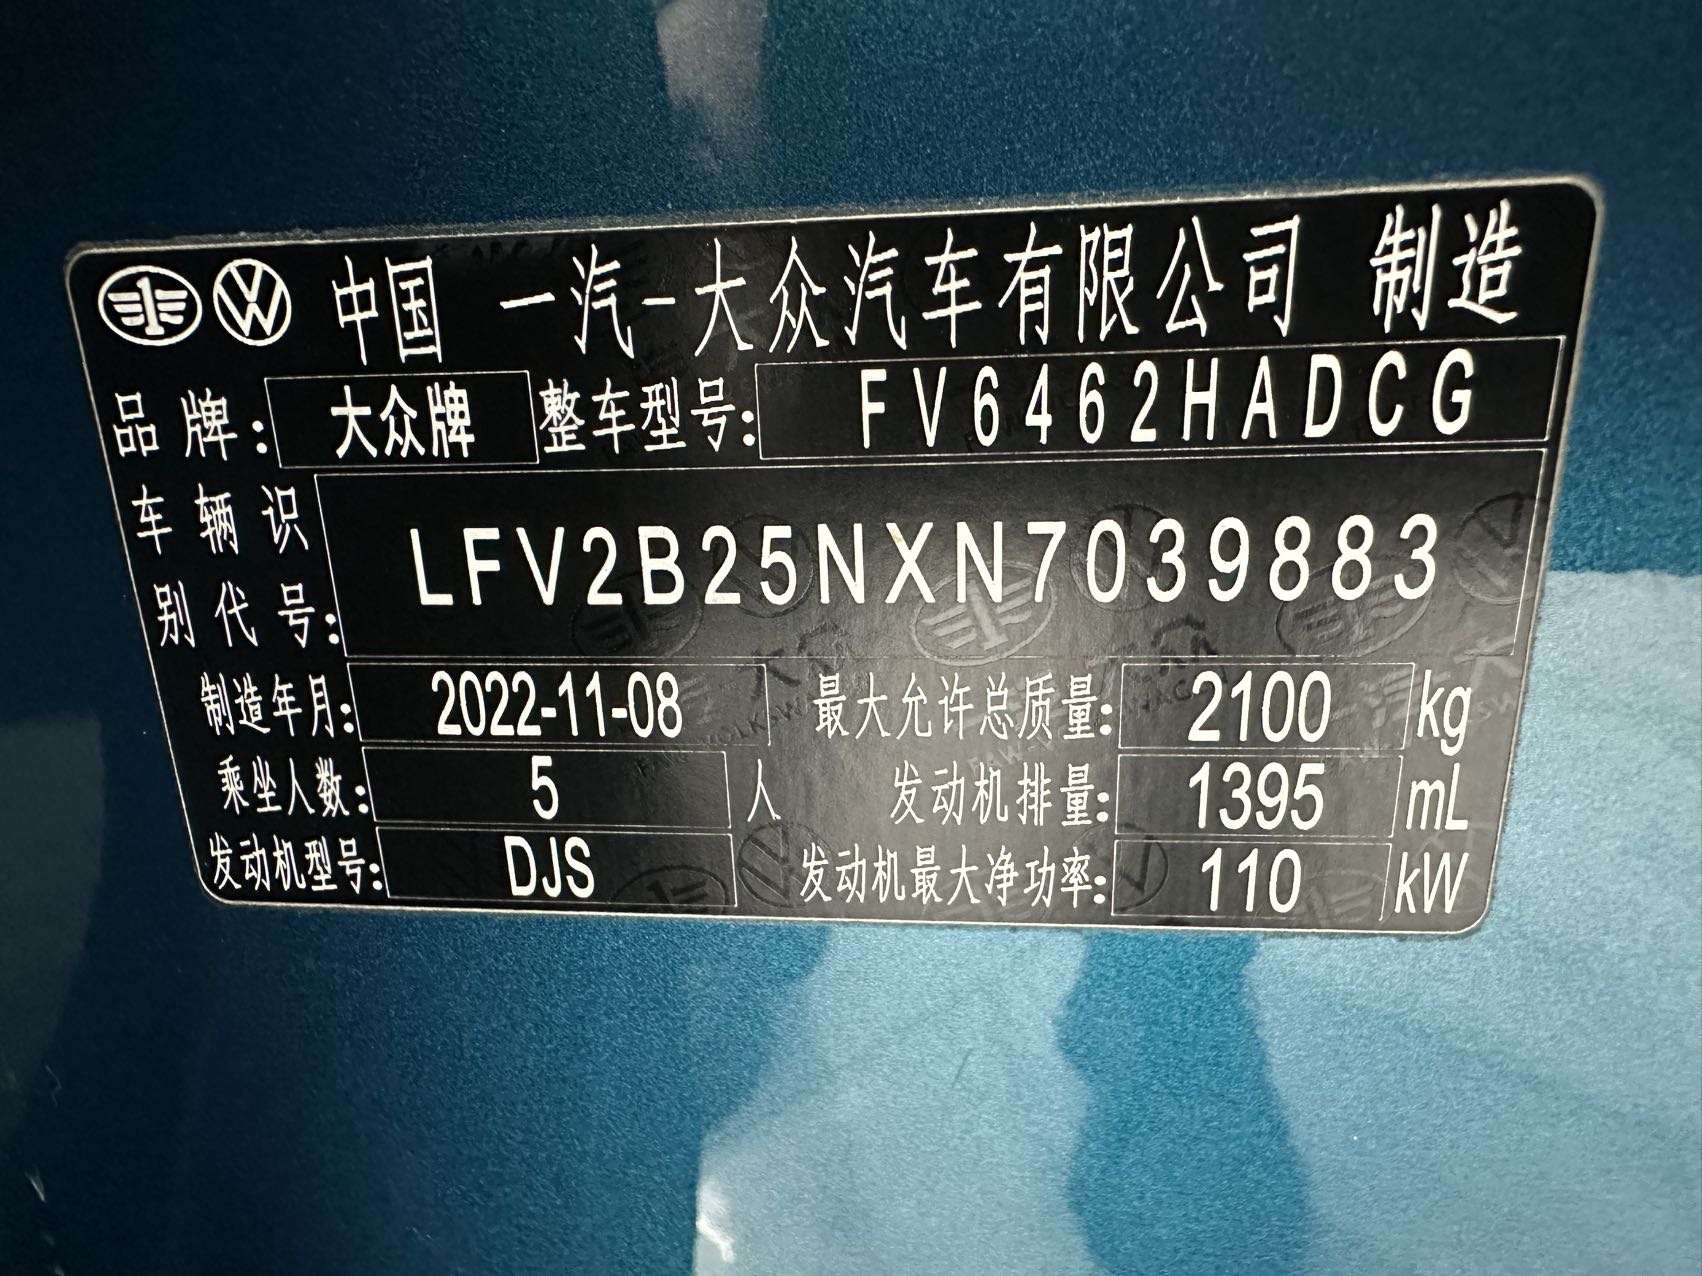 中国 一汽-大众汽车有限公司 制造
品牌: 大众牌 整车型号: FV6462HADCG
车辆识别代号: LFV2B25NXN7039883
制造年月: 2022-11-08 最大允许总质量: 2100 kg
乘坐人数: 5 人 发动机排量: 1395 mL
发动机型号: DJS 发动机最大净功率: 110 kW